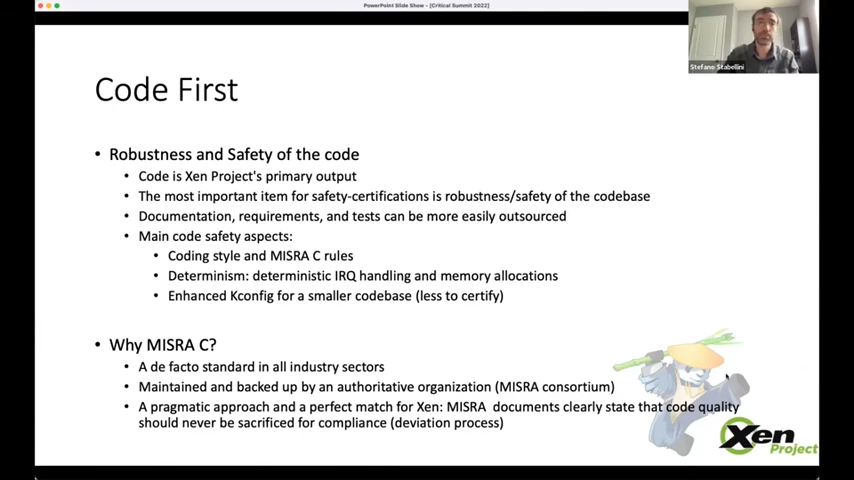 PowerPoint Slide Show - [Critical Summit 2022]
Stefano Stabellini
Code First
• Robustness and Safety of the code
• Code is Xen Project's primary output
• The most important item for safety-certifications is robustness/safety of the codebase
• Documentation, requirements, and tests can be more easily outsourced
• Main code safety aspects:
• Coding style and MISRA C rules
• Determinism: deterministic IRQ handling and memory allocations
• Enhanced Kconfig for a smaller codebase (less to certify)
• Why MISRA C?
• A de facto standard in all industry sectors
• Maintained and backed up by an authoritative organization (MISRA consortium)
• A pragmatic approach and a perfect match for Xen: MISRA documents clearly state that code quality
should never be sacrificed for compliance (deviation process)
Xen
Project